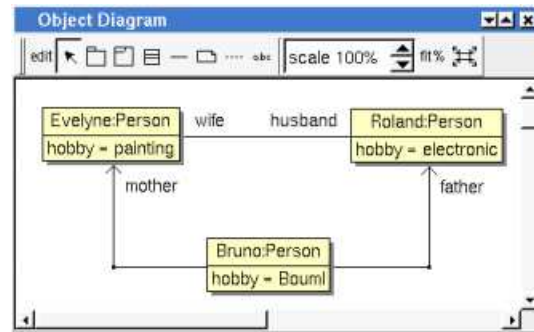 Object Diagram
edit abc scale 100% fit%
Evelyne:Person wife husband Roland:Person
hobby = painting hobby = electronic
mother father
Bruno:Person
hobby = Bouml